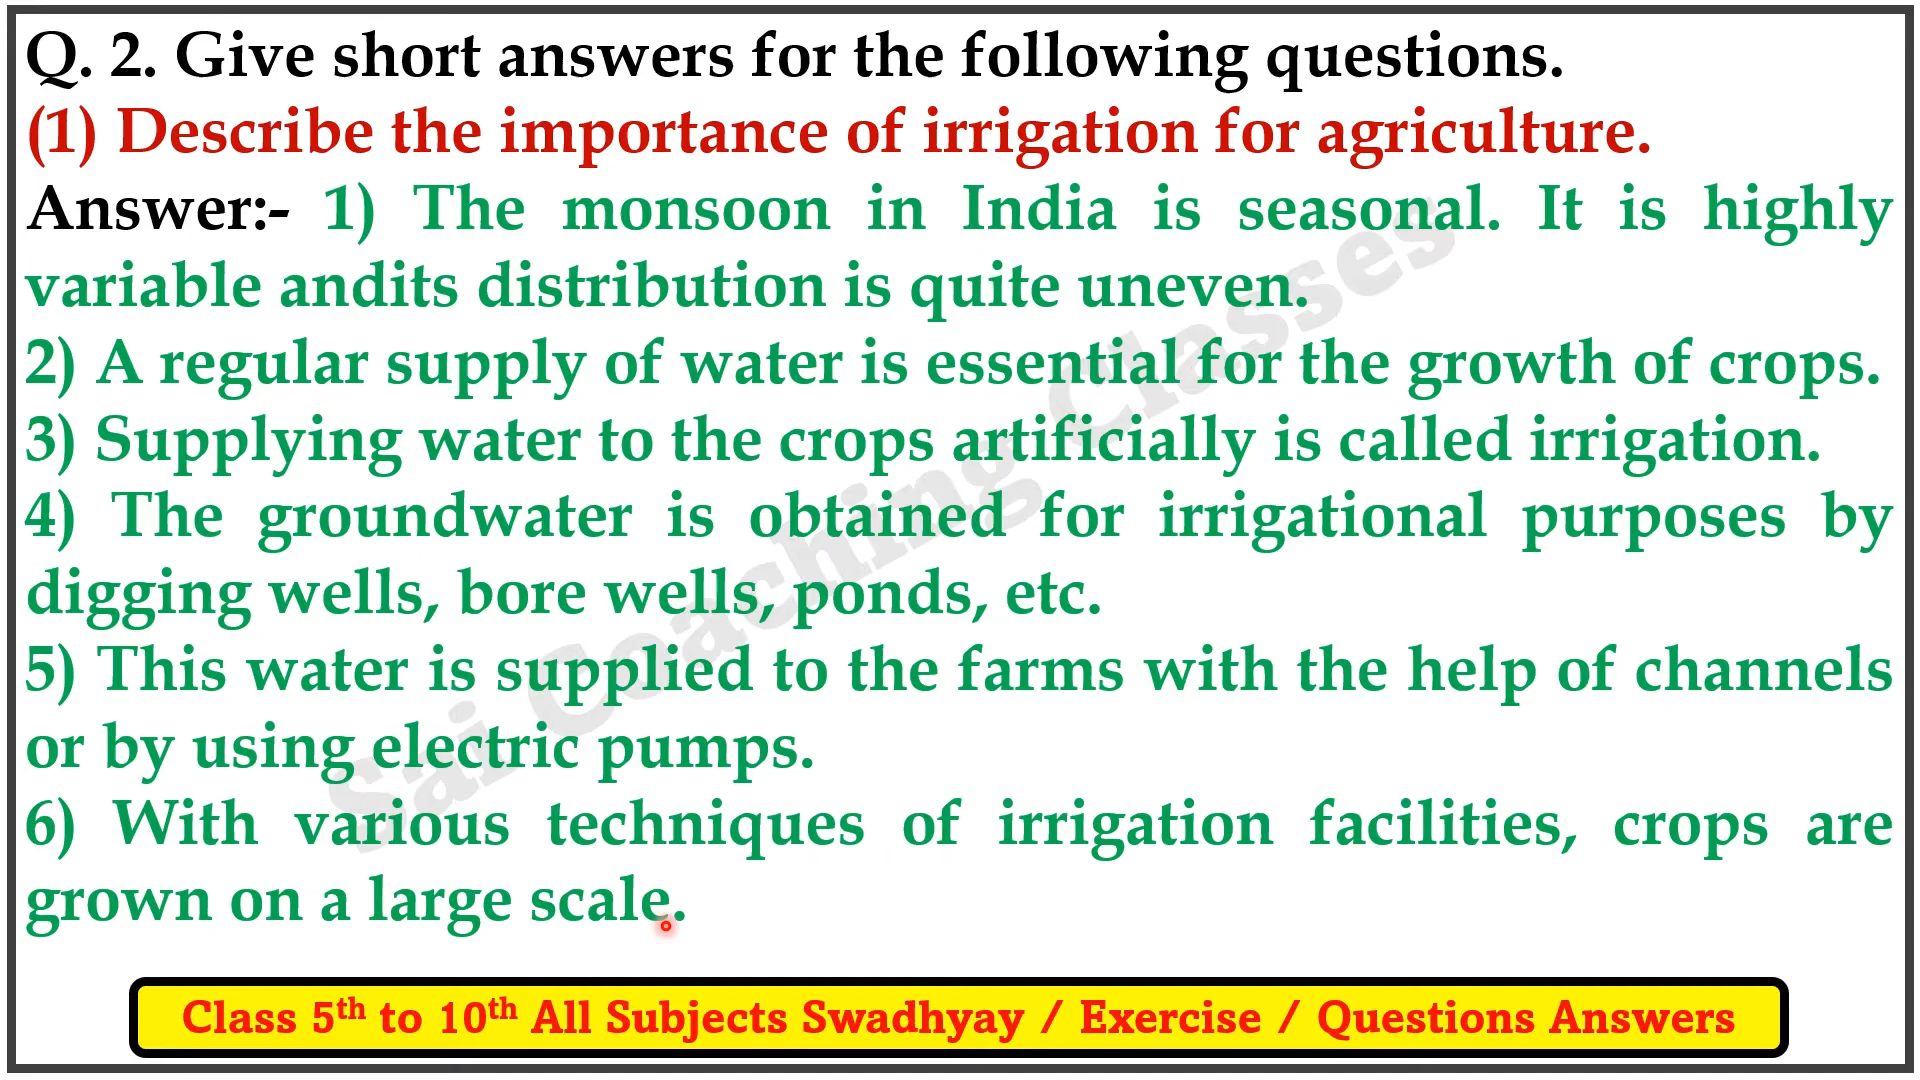 Q. 2. Give short answers for the following questions.
(1) Describe the importance of irrigation for agriculture.
Answer:- 1) The monsoon in India is seasonal. It is highly
variable andits distribution is quite uneven.
2) A regular supply of water is essential for the growth of crops.
3) Supplying water to the crops artificially is called irrigation.
4) The groundwater is obtained for irrigational purposes by
digging wells, bore wells, ponds, etc.
5) This water is supplied to the farms with the help of channels
or by using electric pumps.
6) With various techniques of irrigation facilities, crops are
grown on a large scale.
Sai Coaching Classes
Class 5th to 10th All Subjects Swadhyay / Exercise / Questions Answers